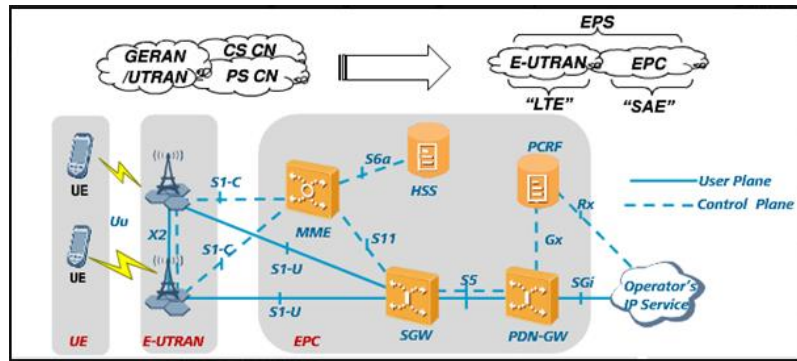 EPS
GERAN
/UTRAN
CS CN
PS CN
E-UTRAN
EPC
"LTE"
"SAE"
UE
Uu
X2
S1-C
S1-C
S1-U
S1-U
MME
S6a
HSS
S11
SGW
S5
PCRF
Gx
Rx
PDN-GW
SGi
Operator's
IP Service
User Plane
Control Plane
UE
UE
E-UTRAN
EPC